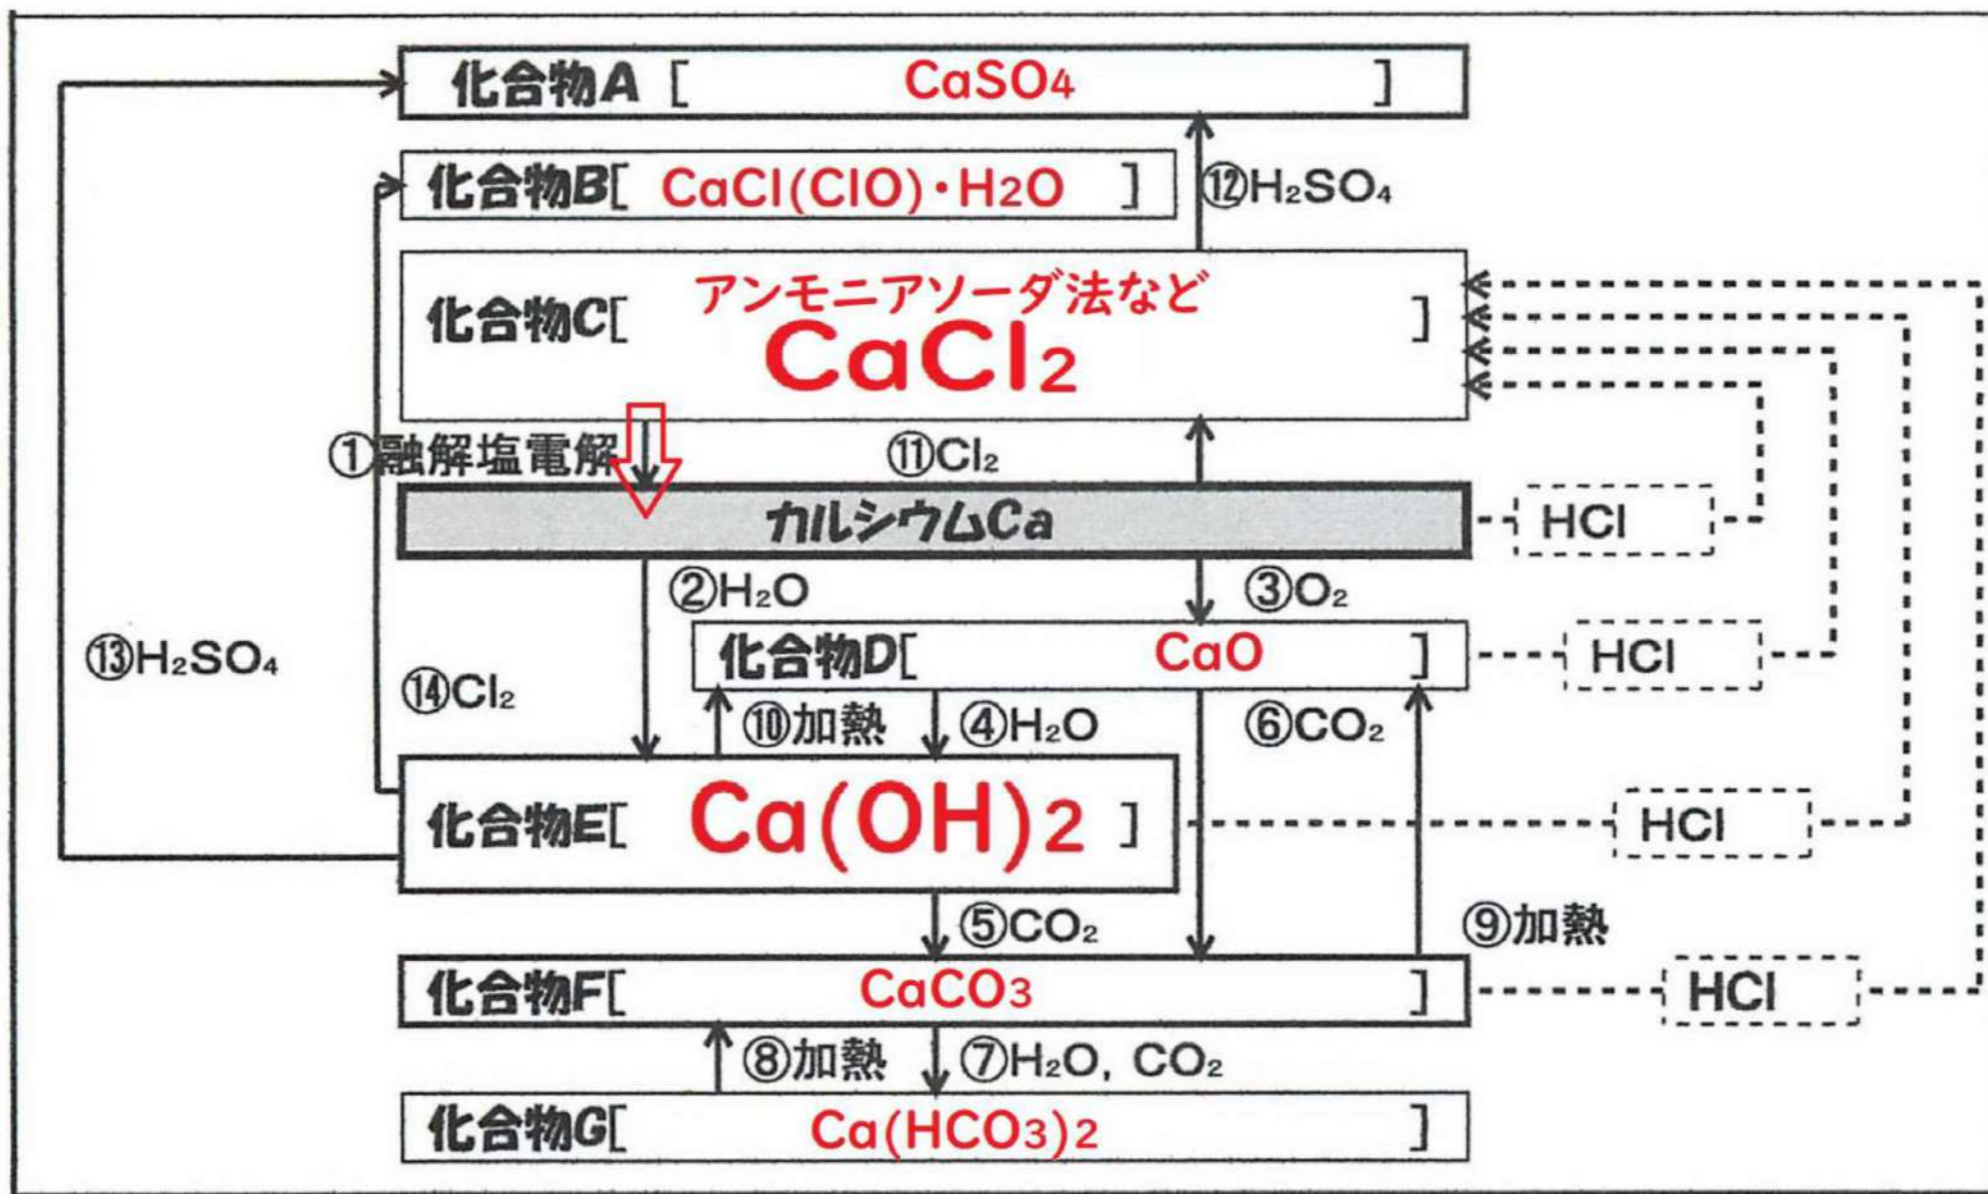 化合物A [ CaSO4 ]
化合物B[ CaCl(ClO)・H2O ]
⑫H₂SO₄
アンモニアソーダ法など
化合物C[ CaCl2 ]
①融解塩電解
⑪Cl₂
カルシウムCa
HCl
②H₂O
③O₂
化合物D[ CaO ]
HCl
⑬H₂SO₄
⑭Cl₂
⑩加熱
④H₂O
⑥CO₂
化合物E[ Ca(OH)2 ]
HCl
⑤CO₂
⑨加熱
化合物F[ CaCO3 ]
HCl
⑧加熱
⑦H₂O, CO₂
化合物G[ Ca(HCO3)2 ]